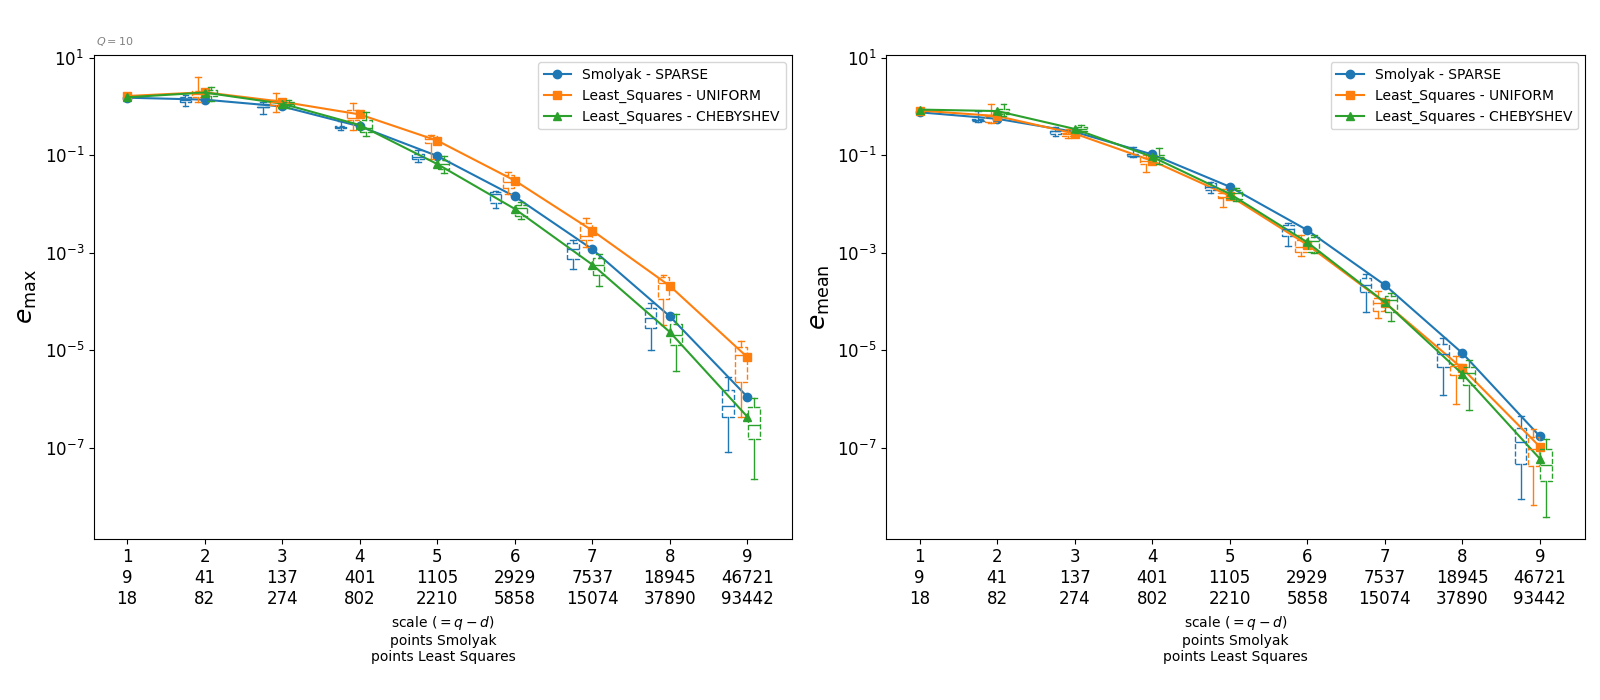 Q = 10
10^1
10^-1
10^-3
10^-5
10^-7
e_max
Smolyak - SPARSE
Least_Squares - UNIFORM
Least_Squares - CHEBYSHEV
1 2 3 4 5 6 7 8 9
9 41 137 401 1105 2929 7537 18945 46721
18 82 274 802 2210 5858 15074 37890 93442
scale (= q − d)
points Smolyak
points Least Squares
10^1
10^-1
10^-3
10^-5
10^-7
e_mean
Smolyak - SPARSE
Least_Squares - UNIFORM
Least_Squares - CHEBYSHEV
1 2 3 4 5 6 7 8 9
9 41 137 401 1105 2929 7537 18945 46721
18 82 274 802 2210 5858 15074 37890 93442
scale (= q − d)
points Smolyak
points Least Squares